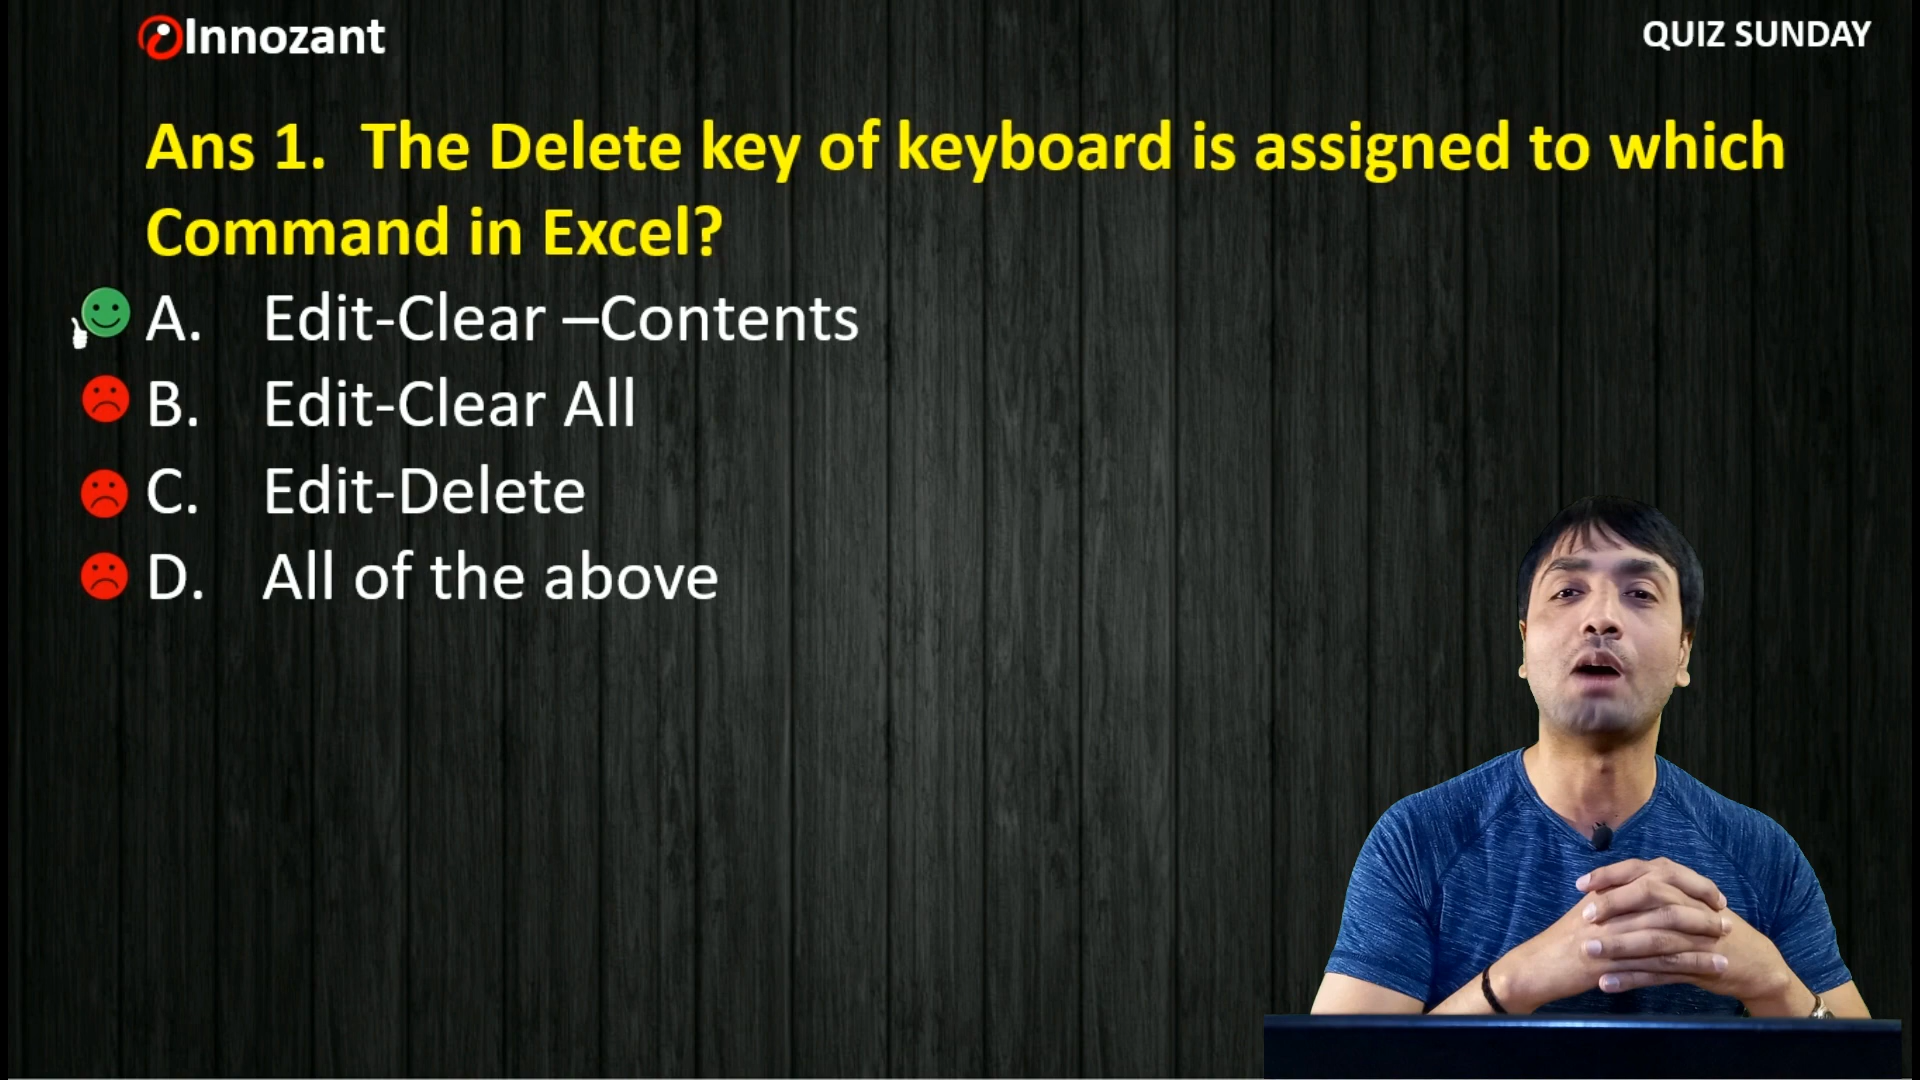 Innozant
QUIZ SUNDAY
Ans 1. The Delete key of keyboard is assigned to which
Command in Excel?
A. Edit-Clear –Contents
B. Edit-Clear All
C. Edit-Delete
D. All of the above